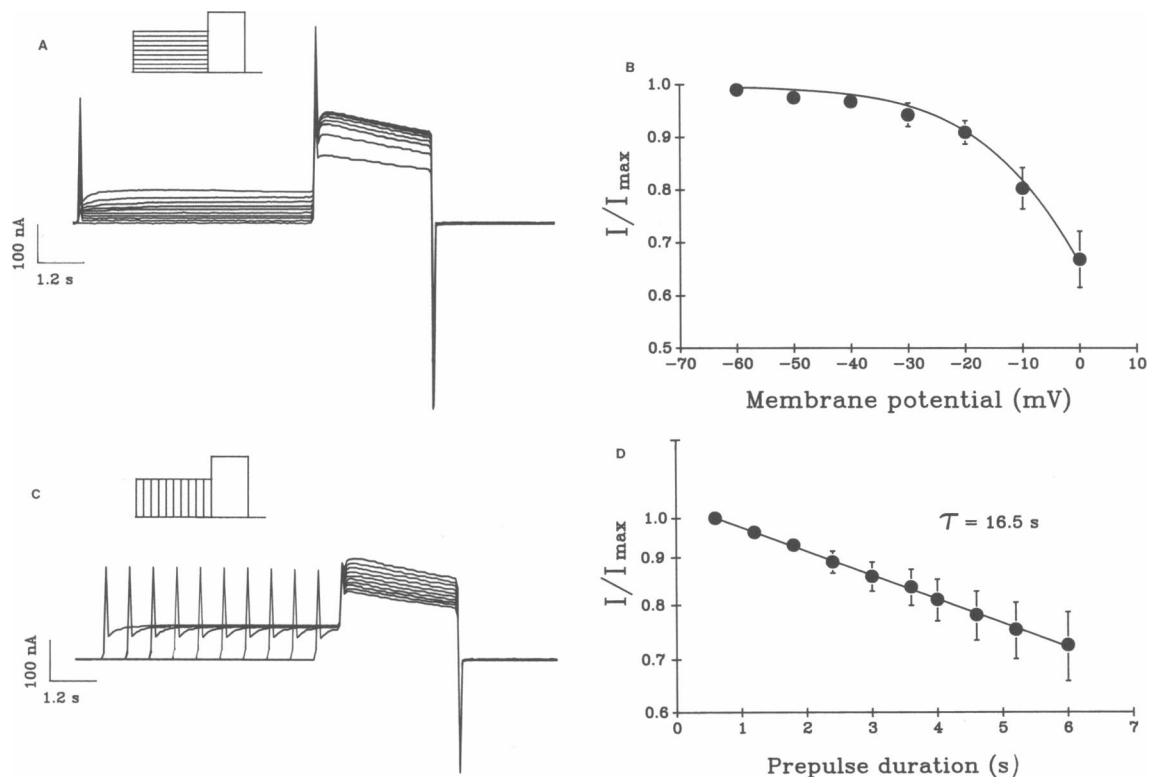 A
100 nA
1.2 s
B
I/Imax
1.0
0.9
0.8
0.7
0.6
0.5
-70 -60 -50 -40 -30 -20 -10 0 10
Membrane potential (mV)
C
100 nA
1.2 s
D
τ = 16.5 s
I/Imax
1.0
0.9
0.8
0.7
0.6
0 1 2 3 4 5 6 7
Prepulse duration (s)